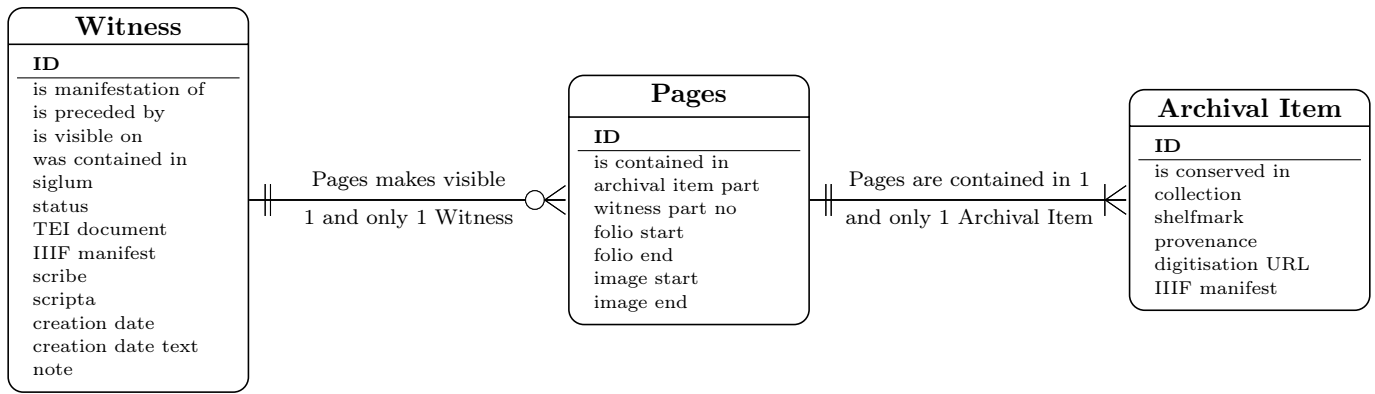 Witness
ID
is manifestation of
is preceded by
is visible on
was contained in
siglum
status
TEI document
IIIF manifest
scribe
scripta
creation date
creation date text
note
Pages makes visible
1 and only 1 Witness
Pages
ID
is contained in
archival item part
witness part no
folio start
folio end
image start
image end
Pages are contained in 1
and only 1 Archival Item
Archival Item
ID
is conserved in
collection
shelfmark
provenance
digitisation URL
IIIF manifest